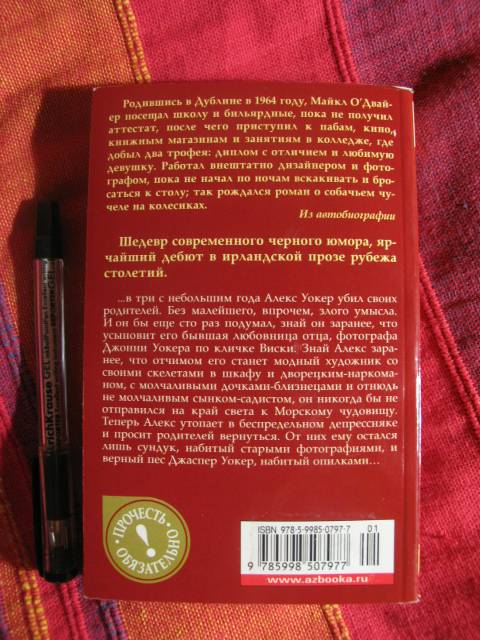 Родившись в Дублине в 1964 году, Майкл О'Двай-
ер посещал школу и бильярдные, пока не получил
аттестат, после чего приступил к пабам, кино,
книжным магазинам и занятиям в колледже, где
добыл два трофея: диплом с отличием и любимую
девушку. Работал внештатно дизайнером и фото-
графом, пока не начал по ночам вскакивать и бро-
саться к столу; так рождался роман о собачьем чу-
челе на колесиках.
Из автобиографии
Шедевр современного черного юмора, яр-
чайший дебют в ирландской прозе рубежа
столетий.
...в три с небольшим года Алекс Уокер убил своих
родителей. Без малейшего, впрочем, злого умысла.
И он бы еще сто раз подумал, знай он заранее, что
усыновит его бывшая любовница отца, фотографа
Джонни Уокера по кличке Виски. Знай Алекс зара-
нее, что отчимом его станет модный художник со
своими скелетами в шкафу и дворецким-наркома-
ном, с молчаливыми дочками-близнецами и отнюдь
не молчаливым сынком-садистом, он никогда бы не
отправился на край света к Морскому чудовищу.
Теперь Алекс утопает в беспредельном депрессняке
и просит родителей вернуться. От них ему остался
лишь сундук, набитый старыми фотографиями, и
верный пес Джаспер Уокер, набитый опилками...
ПРОЧЕСТЬ ОБЯЗАТЕЛЬНО
!
ISBN 978-5-9985-0797-7
01
9 785998 507977
www.azbooka.ru
richKrause